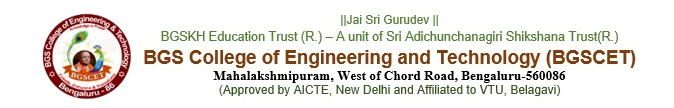 ||Jai Sri Gurudev ||
BGSKH Education Trust (R.) – A unit of Sri Adichunchanagiri Shikshana Trust(R.)
BGS College of Engineering and Technology (BGSCET)
Mahalakshmipuram, West of Chord Road, Bengaluru-560086
(Approved by AICTE, New Delhi and Affiliated to VTU, Belagavi)
BGS College of Engineering & Technology
BGSCET
Bengaluru - 86